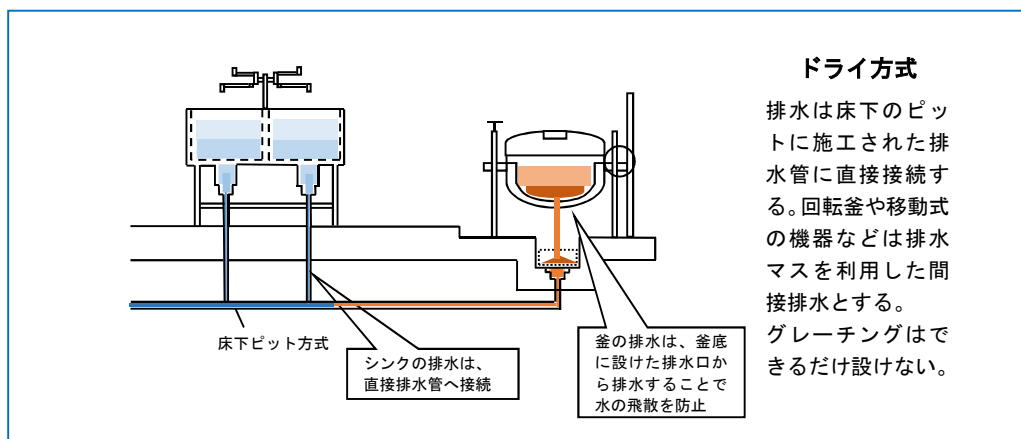 ドライ方式
排水は床下のピッ
トに施工された排
水管に直接接続す
る。回転釜や移動式
の機器などは排水
マスを利用した間
接排水とする。
グレーチングはで
きるだけ設けない。
床下ピット方式
シンクの排水は、
直接排水管へ接続
釜の排水は、釜底
に設けた排水口か
ら排水することで
水の飛散を防止